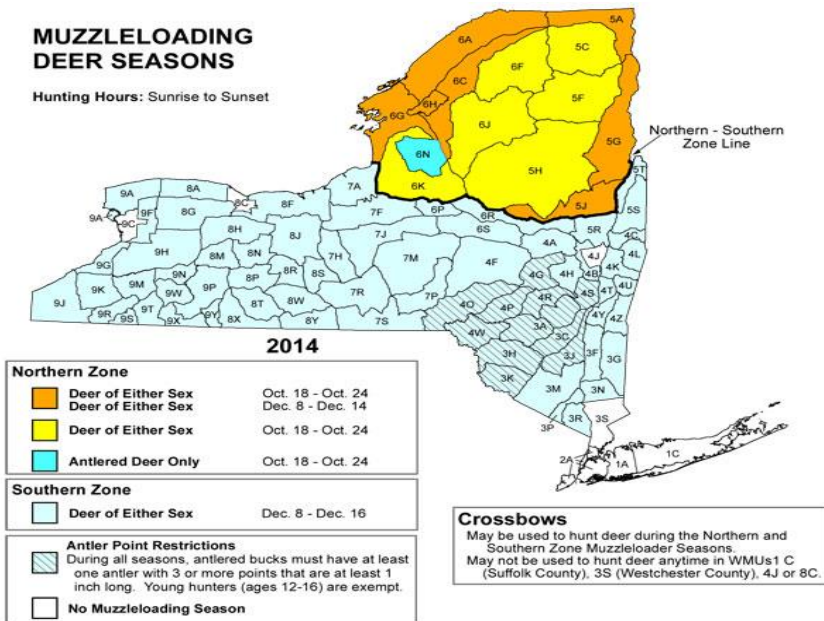 MUZZLELOADING
DEER SEASONS
Hunting Hours: Sunrise to Sunset
5A
6A
5C
6F
6C
5F
6H
6G
6J
5G
Northern - Southern
Zone Line
6N
5H
6K
5J
5T
9A
8A
7A
8C
8F
9A
9F
8G
9C
7F
6P
6R
5S
6S
5R
8H
8J
7J
4A
4C
4J
9H
8M
8N
7H
7M
4F
4L
9G
4G
4H
4B
4K
9N
8R
8S
9K
9M
9P
8P
7R
7P
4O
4R
4S
4T
4U
9J
9W
8T
8W
4P
9R
9S
9T
9X
8X
8Y
7S
4W
3A
3C
4Y
4Z
3H
3J
3F
3G
3K
3M
3N
3P
3R
3S
2A
1A
1C
2014
Northern Zone
Deer of Either Sex Oct. 18 - Oct. 24
Deer of Either Sex Dec. 8 - Dec. 14
Deer of Either Sex Oct. 18 - Oct. 24
Antlered Deer Only Oct. 18 - Oct. 24
Southern Zone
Deer of Either Sex Dec. 8 - Dec. 16
Antler Point Restrictions
During all seasons, antlered bucks must have at least
one antler with 3 or more points that are at least 1
inch long. Young hunters (ages 12-16) are exempt.
No Muzzleloading Season
Crossbows
May be used to hunt deer during the Northern and
Southern Zone Muzzleloader Seasons.
May not be used to hunt deer anytime in WMUs1 C
(Suffolk County), 3S (Westchester County), 4J or 8C.